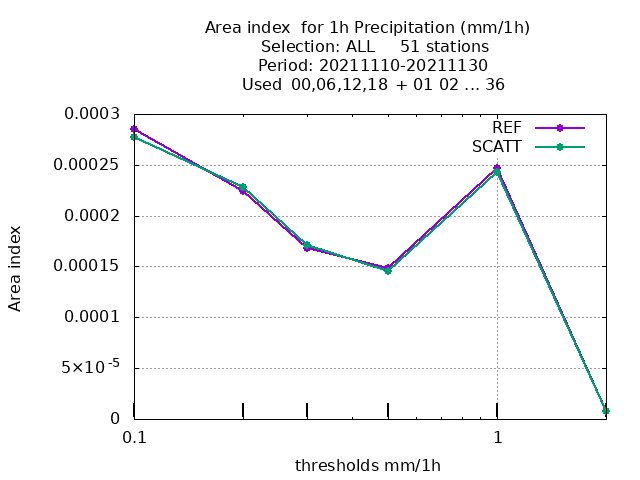 Area index  for 1h Precipitation (mm/1h)
Selection: ALL     51 stations
Period: 20211110-20211130
Used  00,06,12,18  + 01 02 ... 36
REF
SCATT
0.0003
0.00025
0.0002
0.00015
0.0001
5×10⁻⁵
0
Area index
0.1 1
thresholds mm/1h